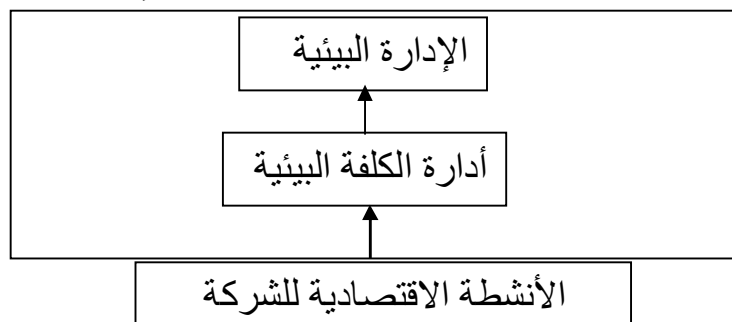 الإدارة البيئية
أدارة الكلفة البيئية
الأنشطة الاقتصادية للشركة